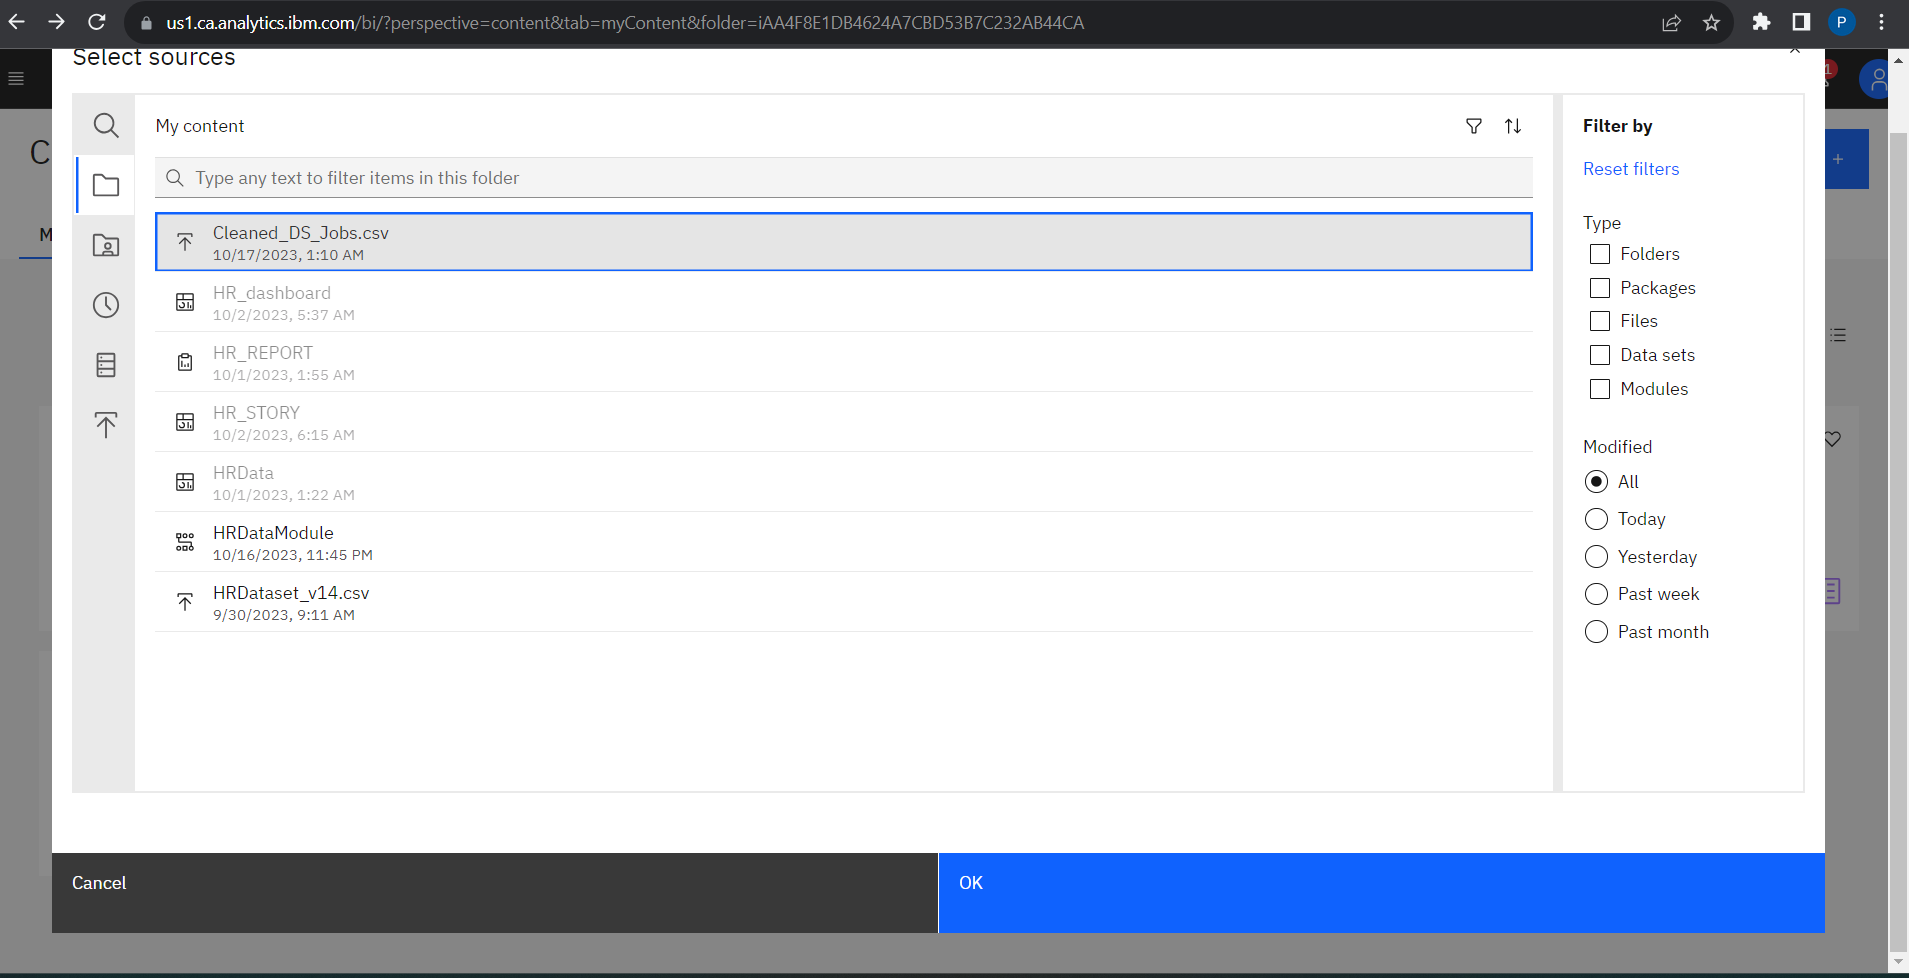 us1.ca.analytics.ibm.com/bi/?perspective=content&tab=myContent&folder=iAA4F8E1DB4624A7CBD53B7C232AB44CA
P
Select sources
1
C
M
My content
Type any text to filter items in this folder
Cleaned_DS_Jobs.csv
10/17/2023, 1:10 AM
HR_dashboard
10/2/2023, 5:37 AM
HR_REPORT
10/1/2023, 1:55 AM
HR_STORY
10/2/2023, 6:15 AM
HRData
10/1/2023, 1:22 AM
HRDataModule
10/16/2023, 11:45 PM
HRDataset_v14.csv
9/30/2023, 9:11 AM
Filter by
Reset filters
Type
Folders
Packages
Files
Data sets
Modules
Modified
All
Today
Yesterday
Past week
Past month
Cancel
OK